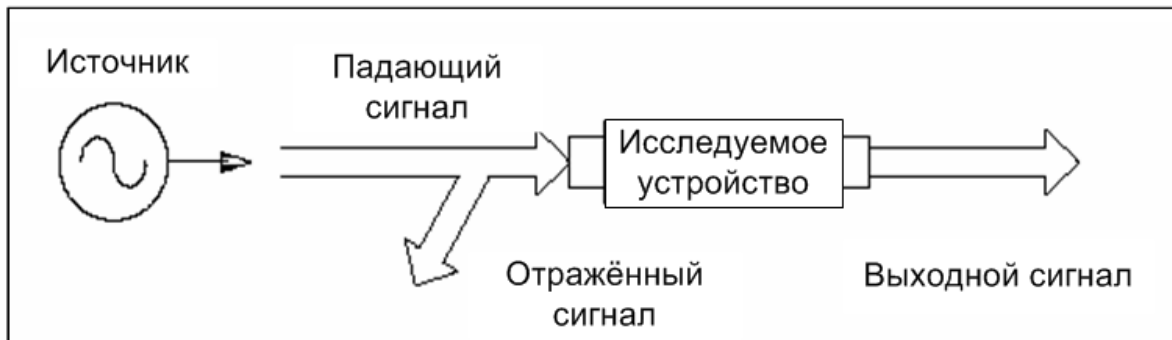 Источник
Падающий
сигнал
Исследуемое
устройство
Отражённый
сигнал
Выходной сигнал